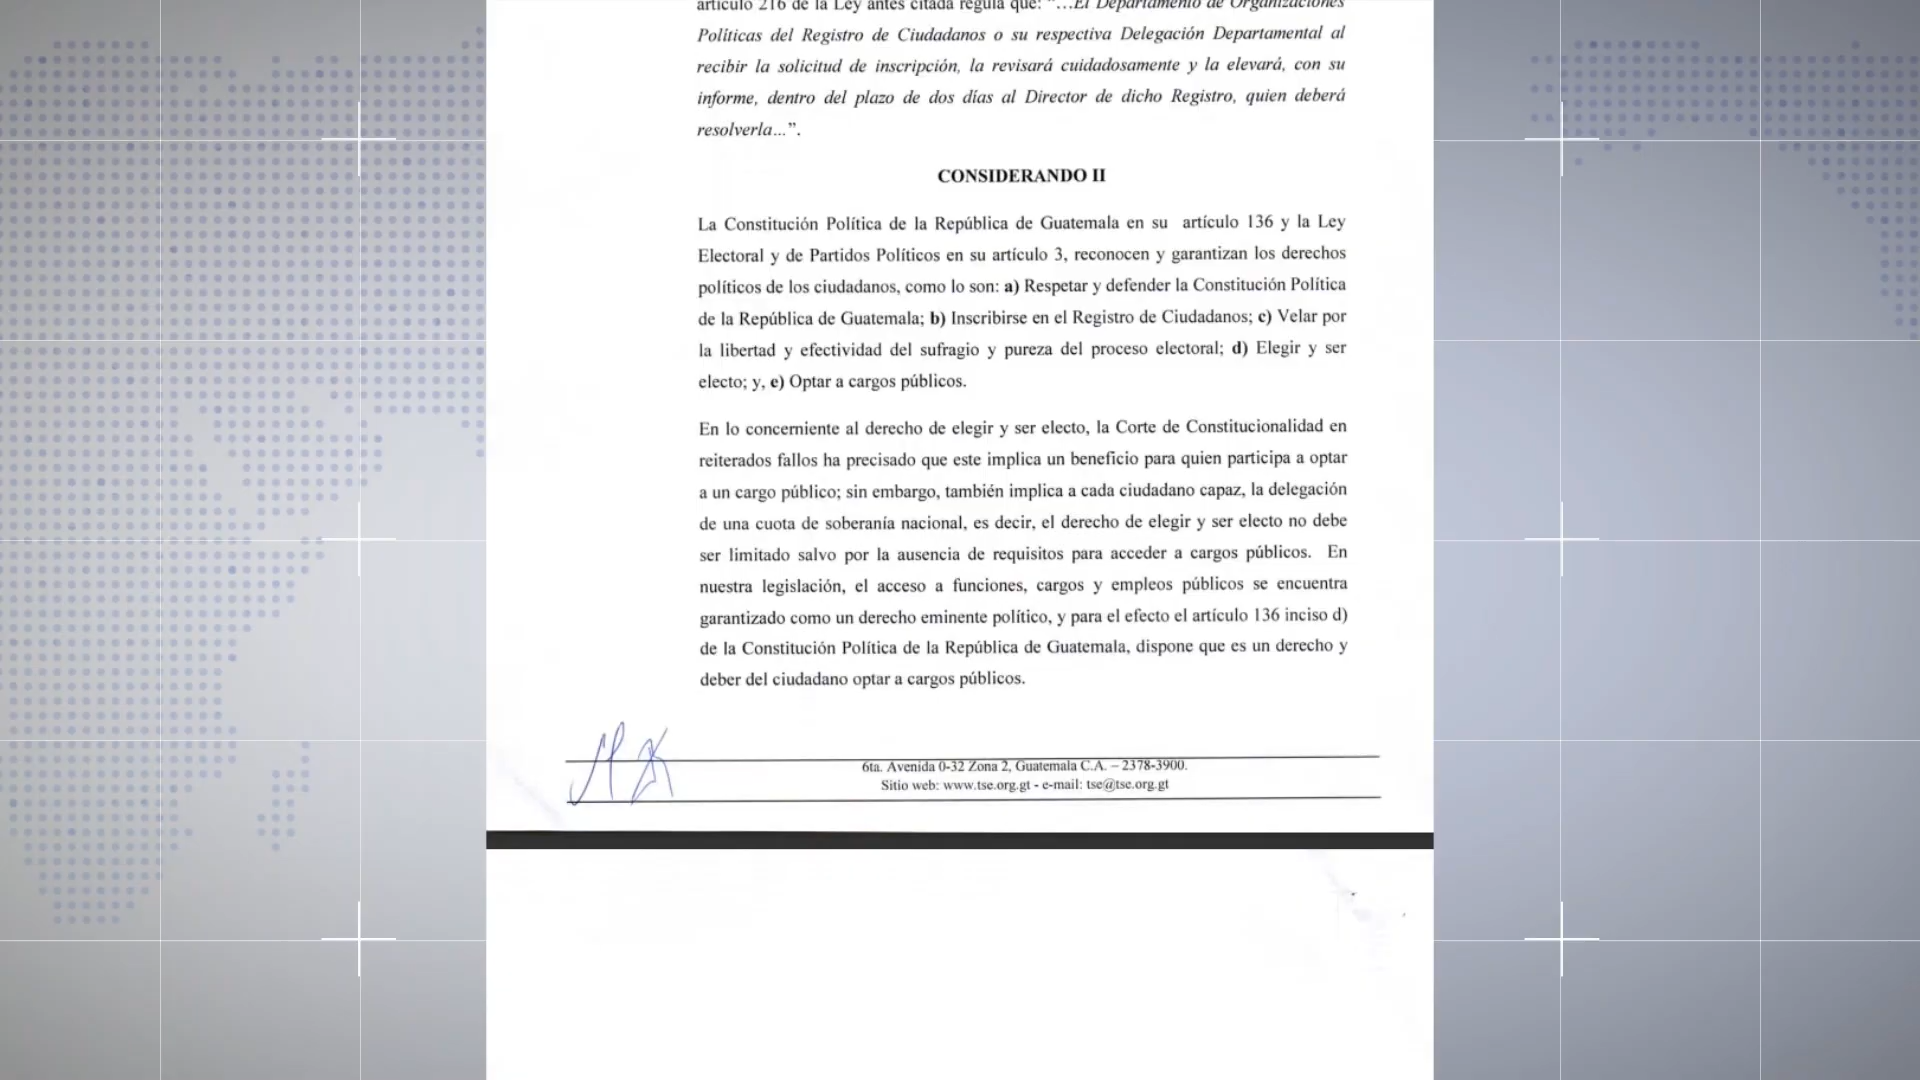 artículo 216 de la Ley antes citada regula que: “…El Departamento de Organizaciones
Políticas del Registro de Ciudadanos o su respectiva Delegación Departamental al
recibir la solicitud de inscripción, la revisará cuidadosamente y la elevará, con su
informe, dentro del plazo de dos días al Director de dicho Registro, quien deberá
resolverla...”.
CONSIDERANDO II
La Constitución Política de la República de Guatemala en su artículo 136 y la Ley
Electoral y de Partidos Políticos en su artículo 3, reconocen y garantizan los derechos
políticos de los ciudadanos, como lo son: a) Respetar y defender la Constitución Política
de la República de Guatemala; b) Inscribirse en el Registro de Ciudadanos; c) Velar por
la libertad y efectividad del sufragio y pureza del proceso electoral; d) Elegir y ser
electo; y, e) Optar a cargos públicos.
En lo concerniente al derecho de elegir y ser electo, la Corte de Constitucionalidad en
reiterados fallos ha precisado que este implica un beneficio para quien participa a optar
a un cargo público; sin embargo, también implica a cada ciudadano capaz, la delegación
de una cuota de soberanía nacional, es decir, el derecho de elegir y ser electo no debe
ser limitado salvo por la ausencia de requisitos para acceder a cargos públicos. En
nuestra legislación, el acceso a funciones, cargos y empleos públicos se encuentra
garantizado como un derecho eminente político, y para el efecto el artículo 136 inciso d)
de la Constitución Política de la República de Guatemala, dispone que es un derecho y
deber del ciudadano optar a cargos públicos.
6ta. Avenida 0-32 Zona 2, Guatemala C.A. – 2378-3900.
Sitio web: www.tse.org.gt - e-mail: tse@tse.org.gt